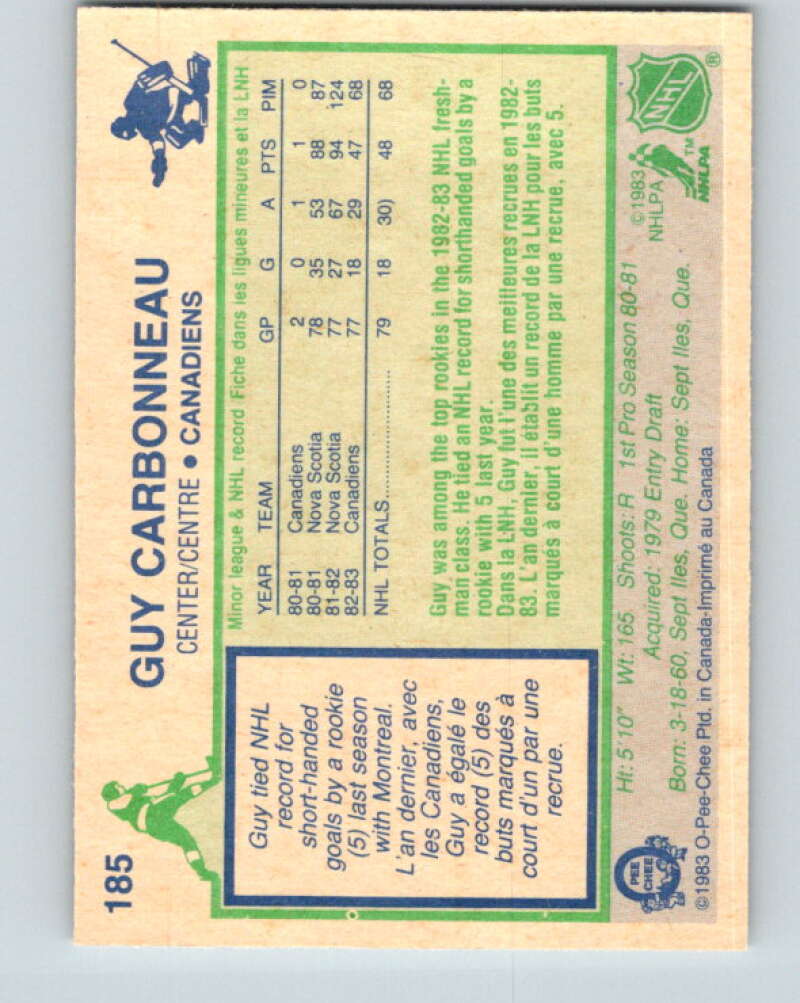 185
GUY CARBONNEAU
CENTER/CENTRE • CANADIENS
Guy tied NHL
record for
short-handed
goals by a rookie
(5) last season
with Montreal.
L'an dernier, avec
les Canadiens,
Guy a égalé le
record (5) des
buts marqués à
court d'un par une
recrue.
Minor league & NHL record Fiche dans les ligues mineures et la LNH
YEAR TEAM GP G A PTS PIM
80-81 Canadiens 2 0 1 1 0
80-81 Nova Scotia 78 35 53 88 87
81-82 Nova Scotia 77 27 67 94 124
82-83 Canadiens 77 18 29 47 68
NHL TOTALS 79 18 30) 48 68
Guy was among the top rookies in the 1982-83 NHL fresh-
man class. He tied an NHL record for shorthanded goals by a
rookie with 5 last year.
Dans la LNH, Guy fut l'une des meilleures recrues en 1982-
83. L'an dernier, il établit un record de la LNH pour les buts
marqués à court d'une homme par une recrue, avec 5.
Ht: 5'10" Wt: 165 Shoots: R 1st Pro Season 80-81
Acquired: 1979 Entry Draft
Born: 3-18-60, Sept Iles, Que. Home: Sept Iles, Que.
©1983 O-Pee-Chee Ptd. in Canada-Imprimé au Canada
O PEE CHEE
©1983
NHLPA
TM
NHLPA
NHL
®